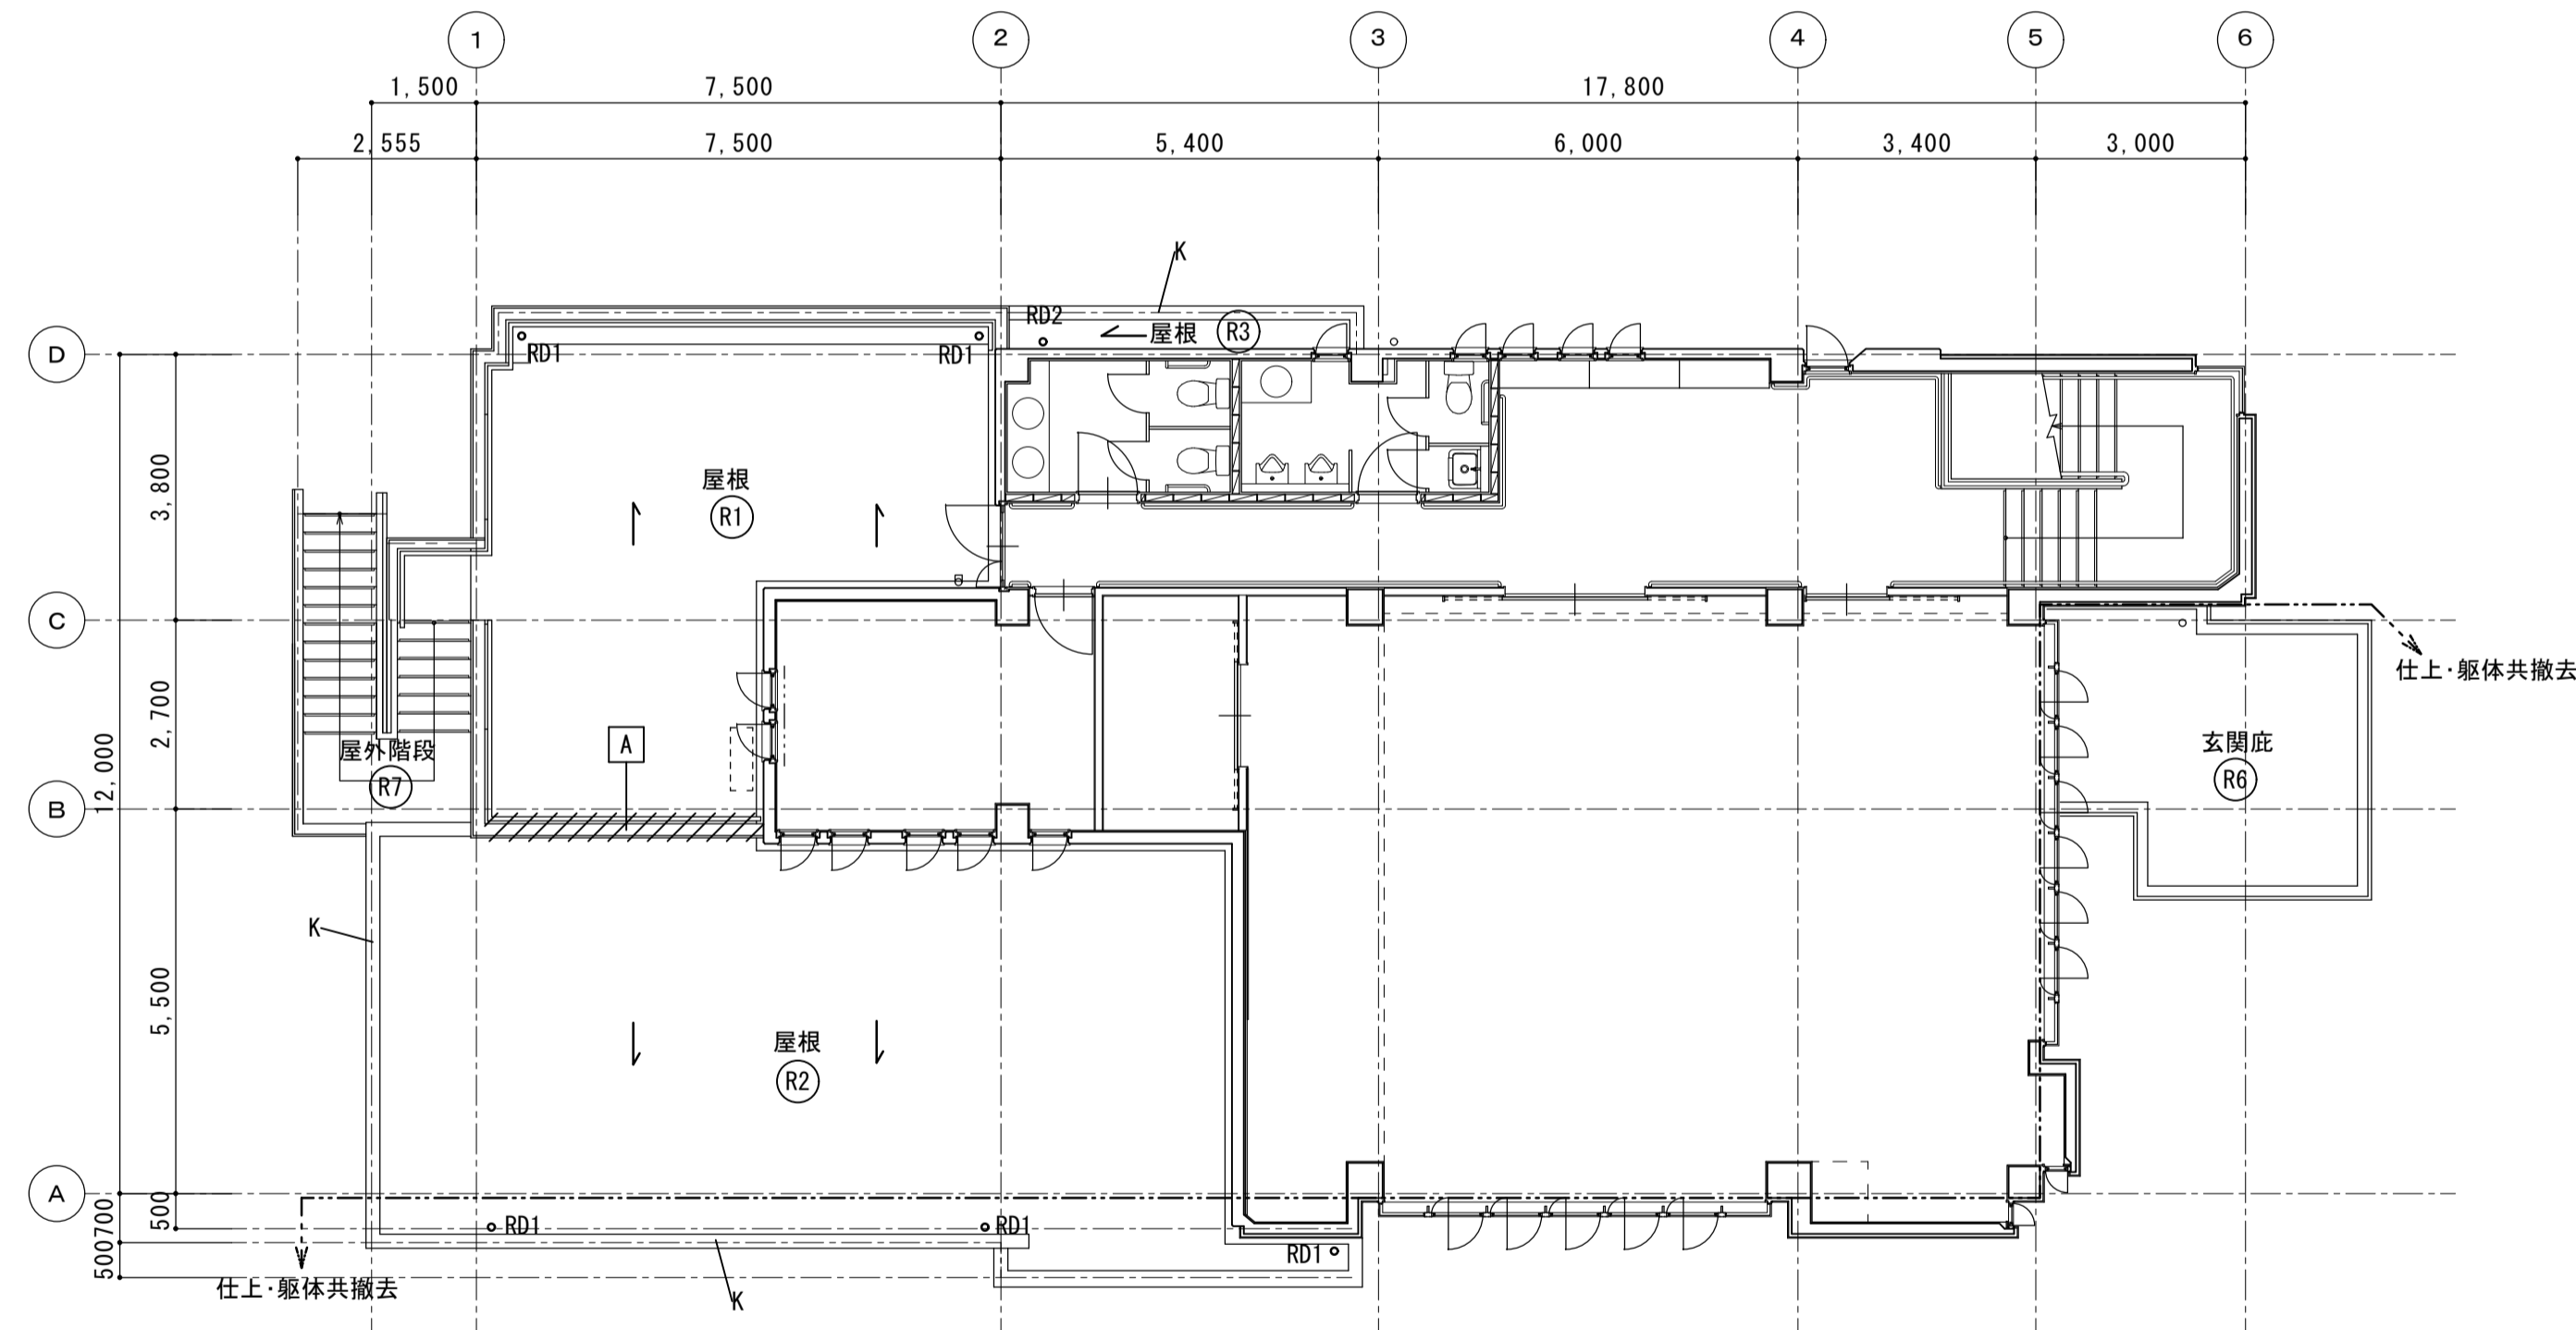 1 2 3 4 5 6
1,500 7,500 17,800
2,555 7,500 5,400 6,000 3,400 3,000
K
RD2
屋根 R3
D
RD1 RD1
3,800
屋根
R1
C
仕上・躯体共撤去
2,700
12,000
A
屋外階段
R7
玄関庇
R6
B
K
5,500
屋根
R2
A
500
700
500
RD1 RD1
RD1
仕上・躯体共撤去
K